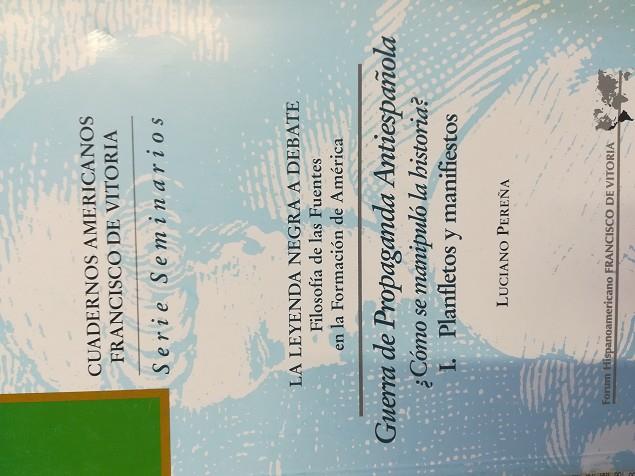 CUADERNOS AMERICANOS
FRANCISCO DE VITORIA
Serie Seminarios
LA LEYENDA NEGRA A DEBATE
Filosofía de las Fuentes
en la Formación de América
Guerra de Propaganda Antiespañola
¿Cómo se manipuló la historia?
I. Planfletos y manifiestos
LUCIANO PEREÑA
Forum Hispanoamericano FRANCISCO DE VITORIA